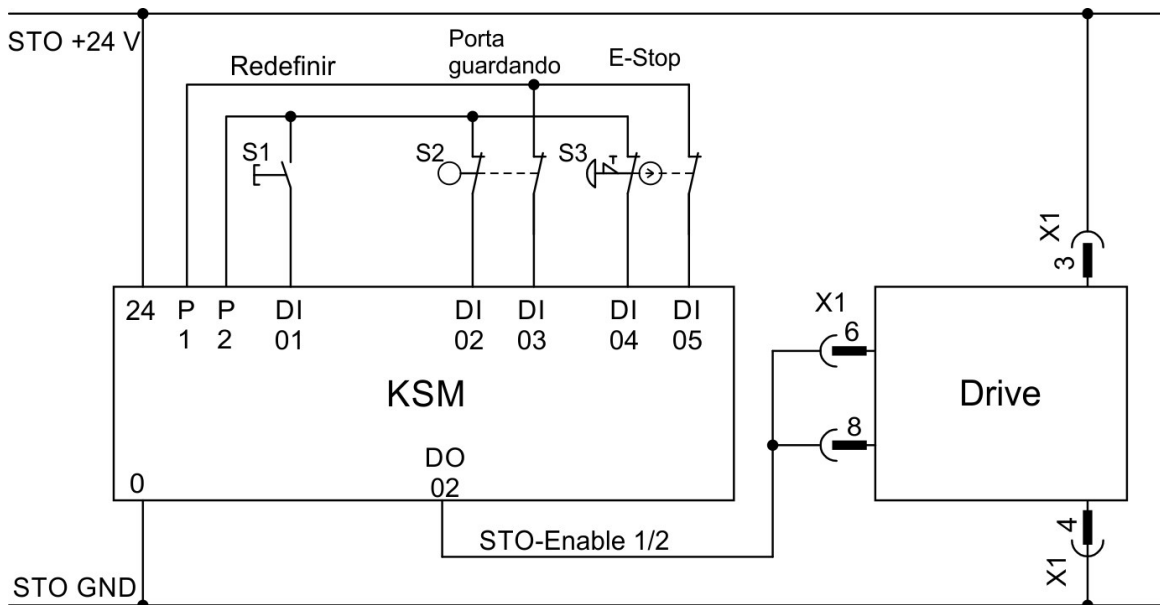 STO +24 V
Redefinir
Porta
guardando
E-Stop
S1
S2
S3
X1
3
24 P P DI DI DI DI DI
1 2 01 02 03 04 05
X1
6
KSM
Drive
8
DO
0 02
4
STO-Enable 1/2
X1
STO GND